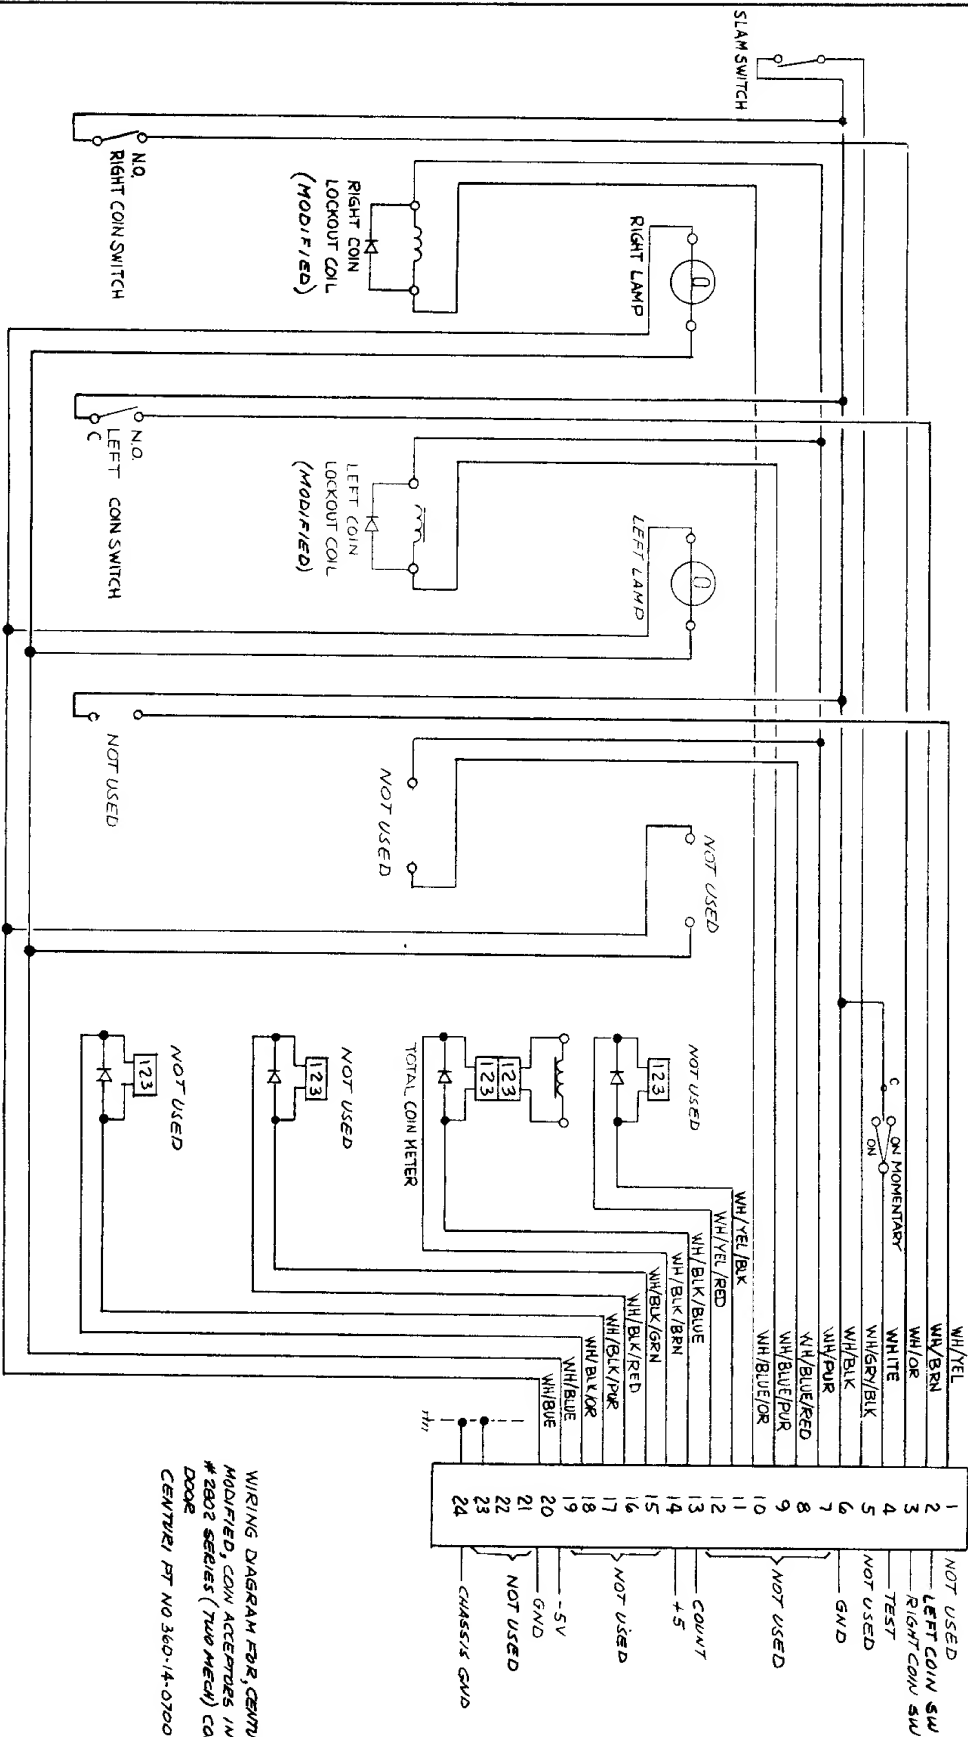 SLAM SWITCH
N.O.
RIGHT COIN SWITCH
RIGHT COIN
LOCKOUT COIL
(MODIFIED)
RIGHT LAMP
N.O.
C
LEFT COIN SWITCH
LEFT COIN
LOCKOUT COIL
(MODIFIED)
LEFT LAMP
NOT USED
NOT USED
NOT USED
C
ON MOMENTARY
ON
NOT USED
123
TOTAL COIN METER
123
123
NOT USED
123
NOT USED
123
WH/YEL
WH/BRN
WH/OR
WHITE
WH/GRY/BLK
WH/BLK
WH/PUR
WH/BLUE/RED
WH/BLUE/PUR
WH/BLUE/OR
WH/YEL/BLK
WH/YEL/RED
WH/BLK/BLUE
WH/BLK/BRN
WH/BLK/GRN
WH/BLK/RED
WH/BLK/PUR
WH/BLK/OR
WH/BLUE
WH/BUE
1
2
3
4
5
6
7
8
9
10
11
12
13
14
15
16
17
18
19
20
21
22
23
24
NOT USED
LEFT COIN SW
RIGHT COIN SW
TEST
NOT USED
GND
NOT USED
COUNT
+5
NOT USED
-5V
GND
NOT USED
CHASSIS GND
WIRING DIAGRAM FOR, CENTU
MODIFIED, COIN ACCEPTORS IN
# 2802 SERIES (TWO MECH) CO
DOOR
CENTURI PT NO 360-14-0700